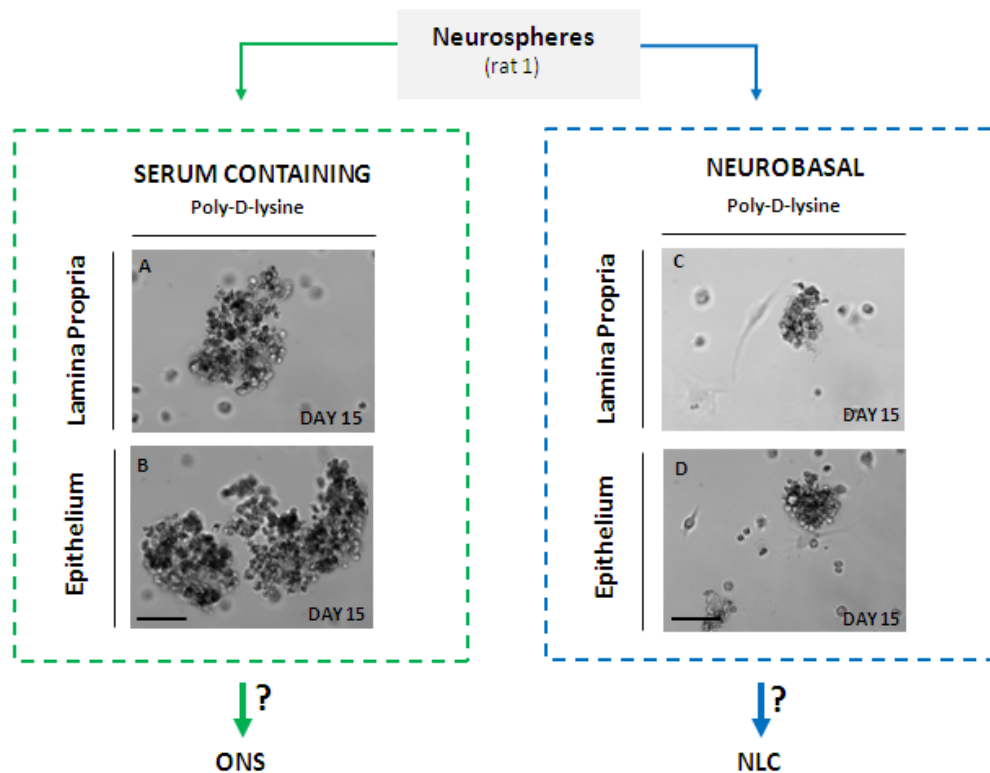 Neurospheres
(rat 1)
SERUM CONTAINING
Poly-D-lysine
Lamina Propria
A
DAY 15
Epithelium
B
DAY 15
?
ONS
NEUROBASAL
Poly-D-lysine
Lamina Propria
C
DAY 15
Epithelium
D
DAY 15
?
NLC